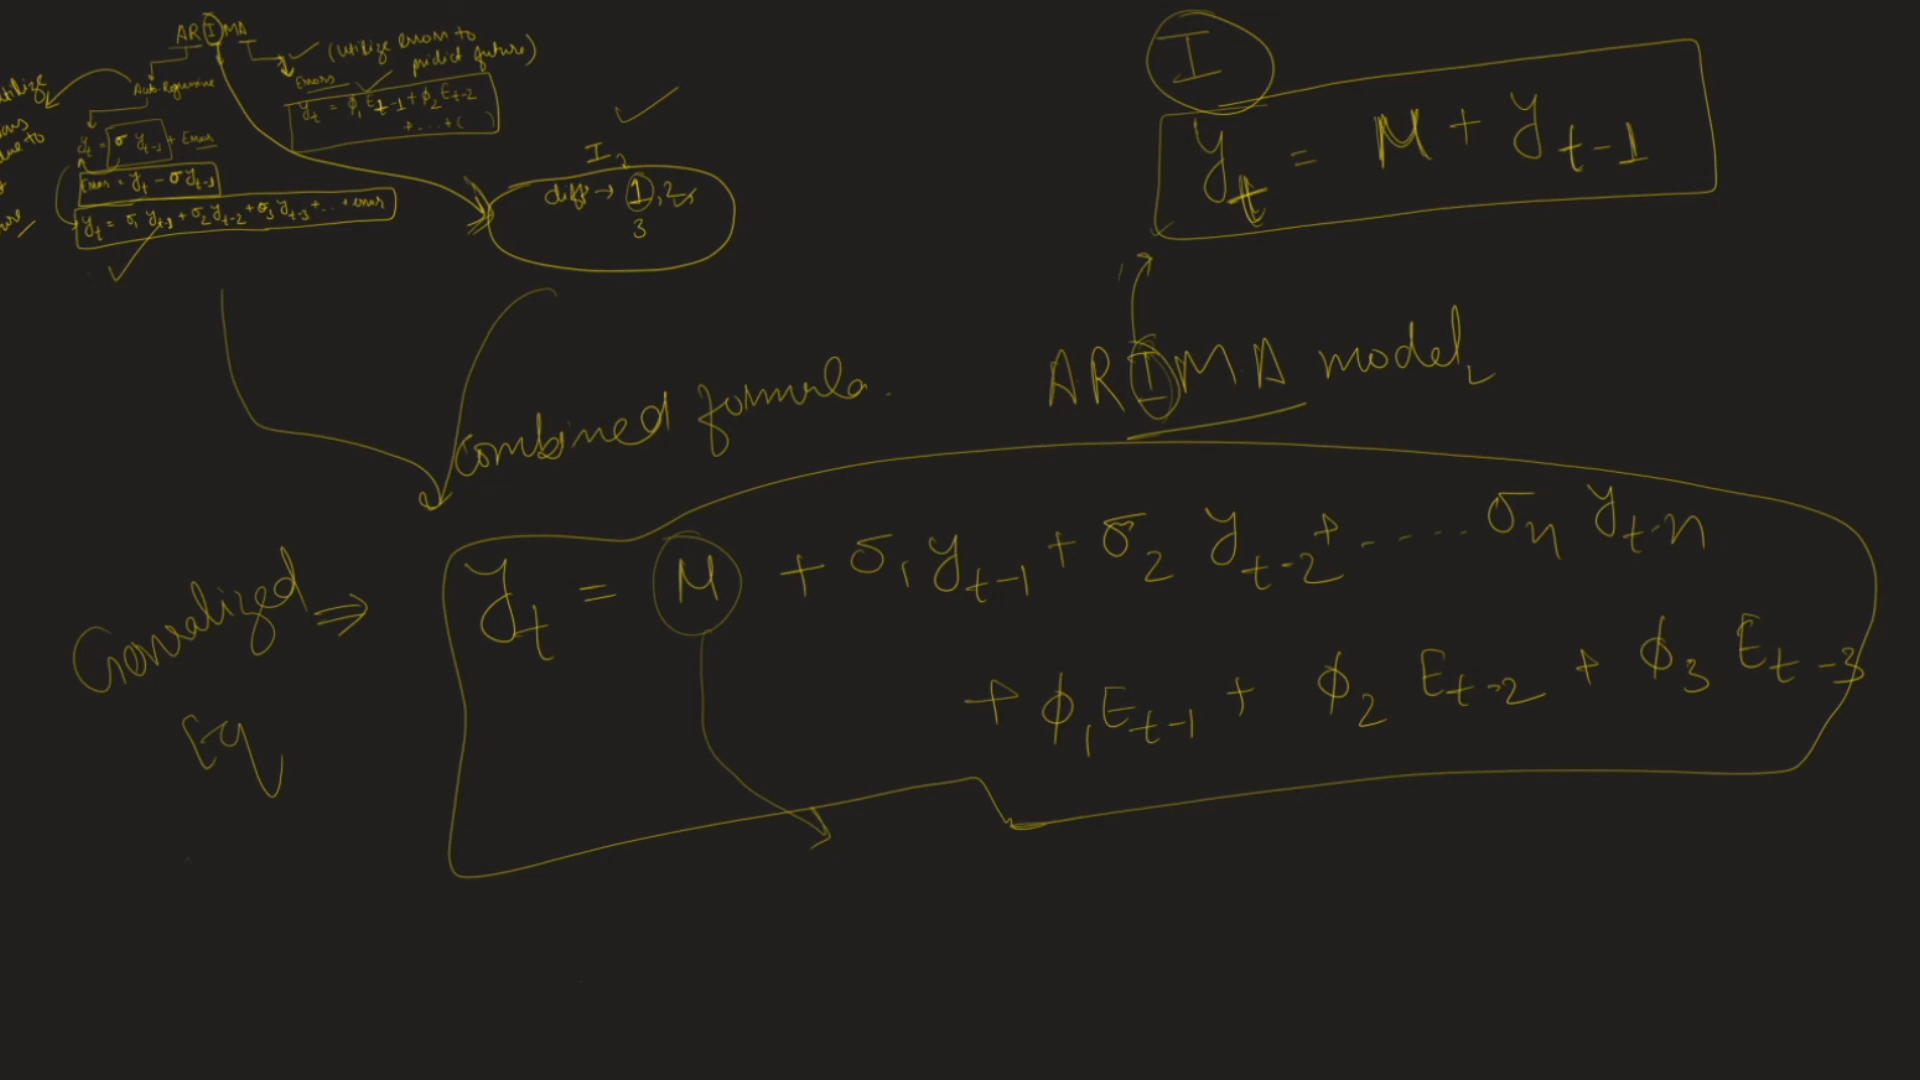 ARIMA
(utilize errors to
predict future)
Errors
Auto-Regressive
Yt = ϕ1 Et-1 + ϕ2 Et-2
+ ... + ( )
utilize
due to
Yt = σ Yt-1 + Error
Error = Yt - σ Yt-1
Yt = σ1 Yt-1 + σ2 Yt-2 + σ3 Yt-3 + .. + error
I
diff → 1, 2,
3
I
Yt = M + Yt-1
combined formula.
ARIMA model
Generalized ⇒
Eq
Yt = M + σ1 Yt-1 + σ2 Yt-2 + ..... σn Yt-n
+ ϕ1 Et-1 + ϕ2 Et-2 + ϕ3 Et-3